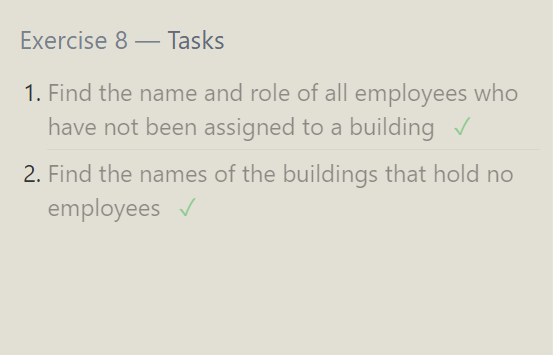 Exercise 8 — Tasks
1. Find the name and role of all employees who
have not been assigned to a building ✓
2. Find the names of the buildings that hold no
employees ✓